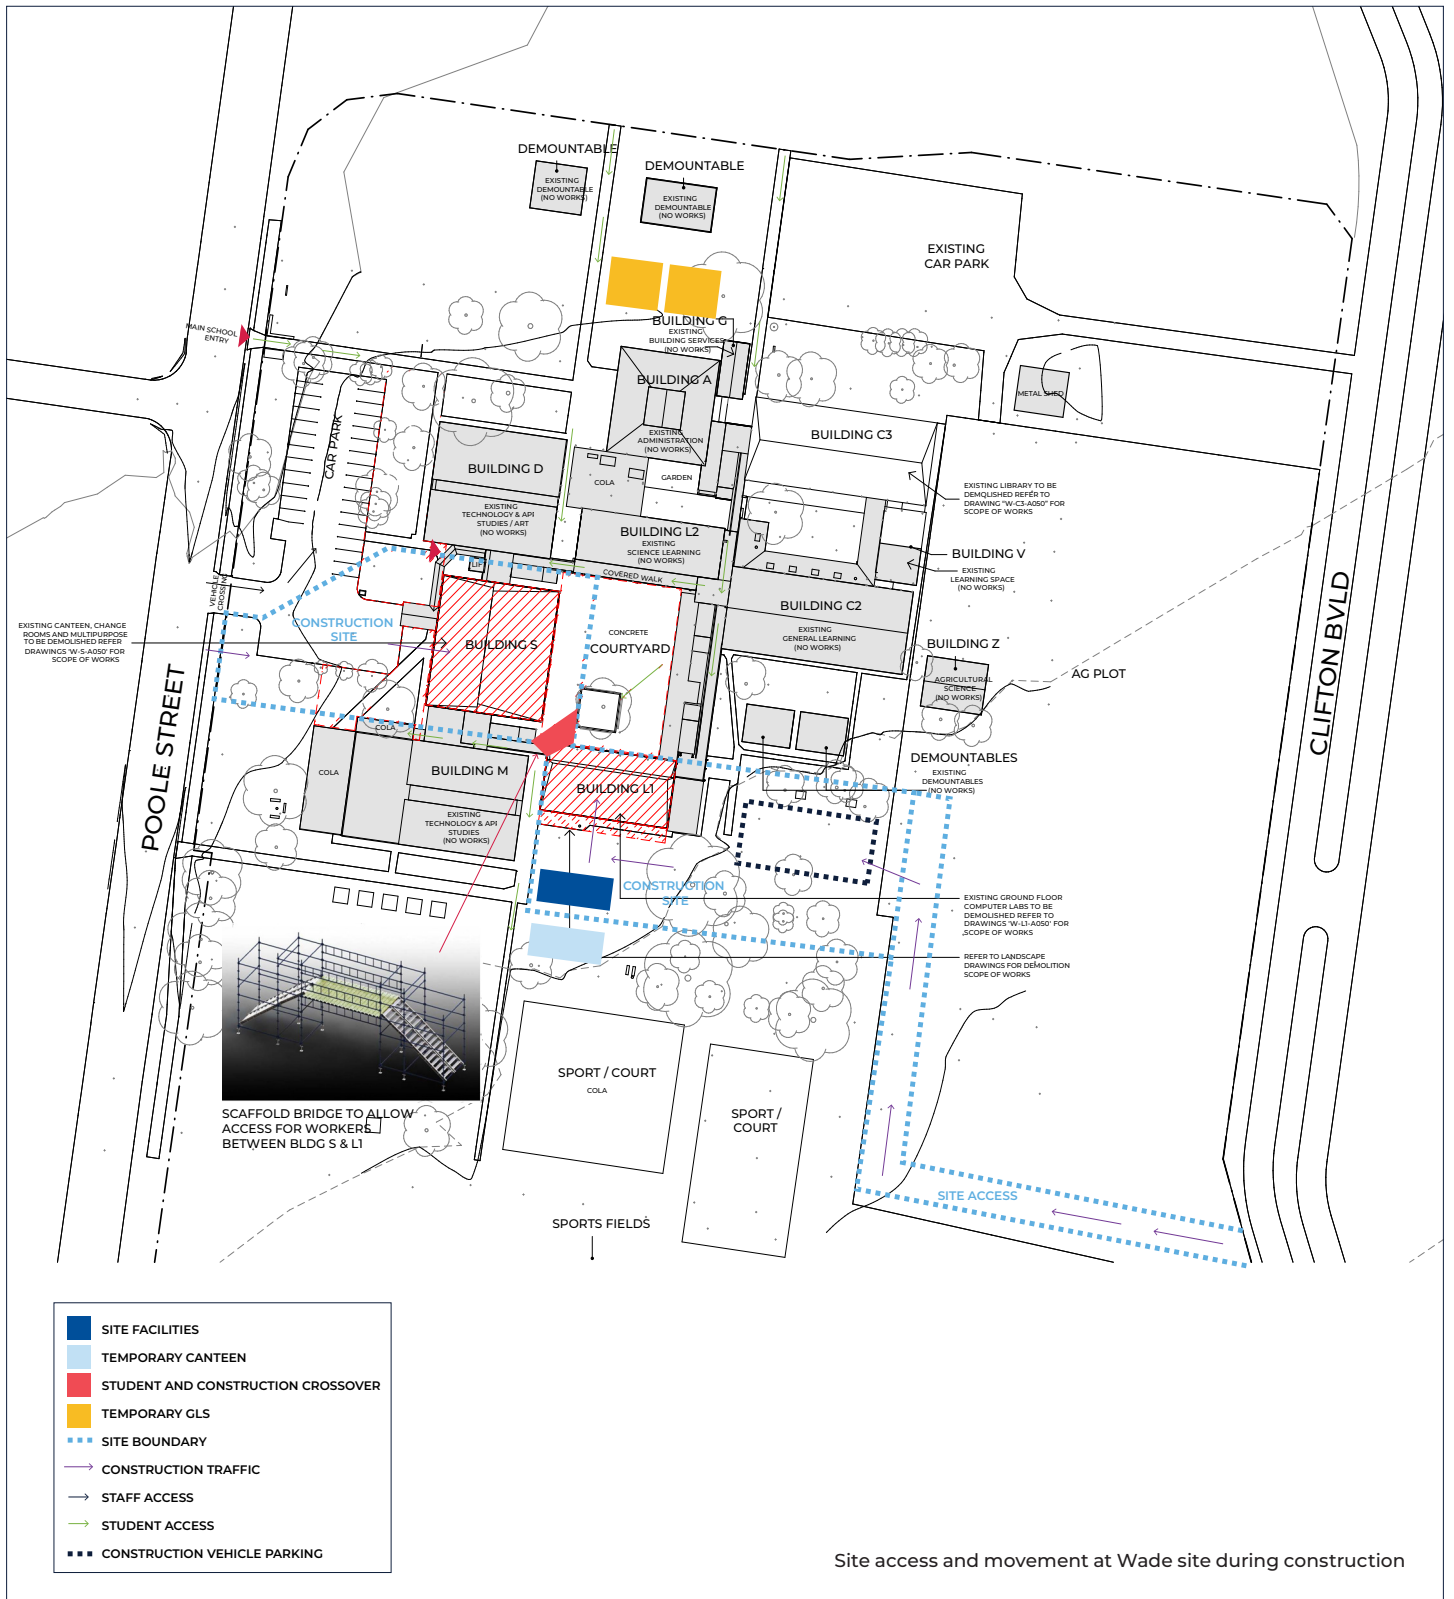 DEMOUNTABLE
EXISTING
DEMOUNTABLE
(NO WORKS)
DEMOUNTABLE
EXISTING
DEMOUNTABLE
(NO WORKS)
EXISTING
CAR PARK
MAIN SCHOOL
ENTRY
BUILDING G
EXISTING
BUILDING SERVICES
(NO WORKS)
BUILDING A
EXISTING
ADMINISTRATION
(NO WORKS)
METAL SHED
CAR PARK
BUILDING C3
BUILDING D
COLA
GARDEN
EXISTING LIBRARY TO BE
DEMOLISHED REFER TO
DRAWING "W-C3-A050" FOR
SCOPE OF WORKS
EXISTING
TECHNOLOGY & API
STUDIES / ART
(NO WORKS)
BUILDING L2
EXISTING
SCIENCE LEARNING
(NO WORKS)
BUILDING V
EXISTING
LEARNING SPACE
(NO WORKS)
LIFT
COVERED WALK
VEHICLE
CROSSING
BUILDING C2
EXISTING
GENERAL LEARNING
(NO WORKS)
EXISTING CANTEEN, CHANGE
ROOMS AND MULTIPURPOSE
TO BE DEMOLISHED REFER
DRAWINGS 'W-S-A050' FOR
SCOPE OF WORKS
CONSTRUCTION
SITE
BUILDING S
CONCRETE
COURTYARD
BUILDING Z
AGRICULTURAL
SCIENCE
(NO WORKS)
AG PLOT
CLIFTON BVLD
POOLE STREET
COLA
COLA
BUILDING M
EXISTING
TECHNOLOGY & API
STUDIES
(NO WORKS)
BUILDING L1
DEMOUNTABLES
EXISTING
DEMOUNTABLES
(NO WORKS)
CONSTRUCTION
SITE
EXISTING GROUND FLOOR
COMPUTER LABS TO BE
DEMOLISHED REFER TO
DRAWINGS 'W-L1-A050' FOR
SCOPE OF WORKS
REFER TO LANDSCAPE
DRAWINGS FOR DEMOLITION
SCOPE OF WORKS
SPORT / COURT
COLA
SPORT /
COURT
SCAFFOLD BRIDGE TO ALLOW
ACCESS FOR WORKERS
BETWEEN BLDG S & L1
SITE ACCESS
SPORTS FIELDS
SITE FACILITIES
TEMPORARY CANTEEN
STUDENT AND CONSTRUCTION CROSSOVER
TEMPORARY GLS
SITE BOUNDARY
CONSTRUCTION TRAFFIC
STAFF ACCESS
STUDENT ACCESS
CONSTRUCTION VEHICLE PARKING
Site access and movement at Wade site during construction